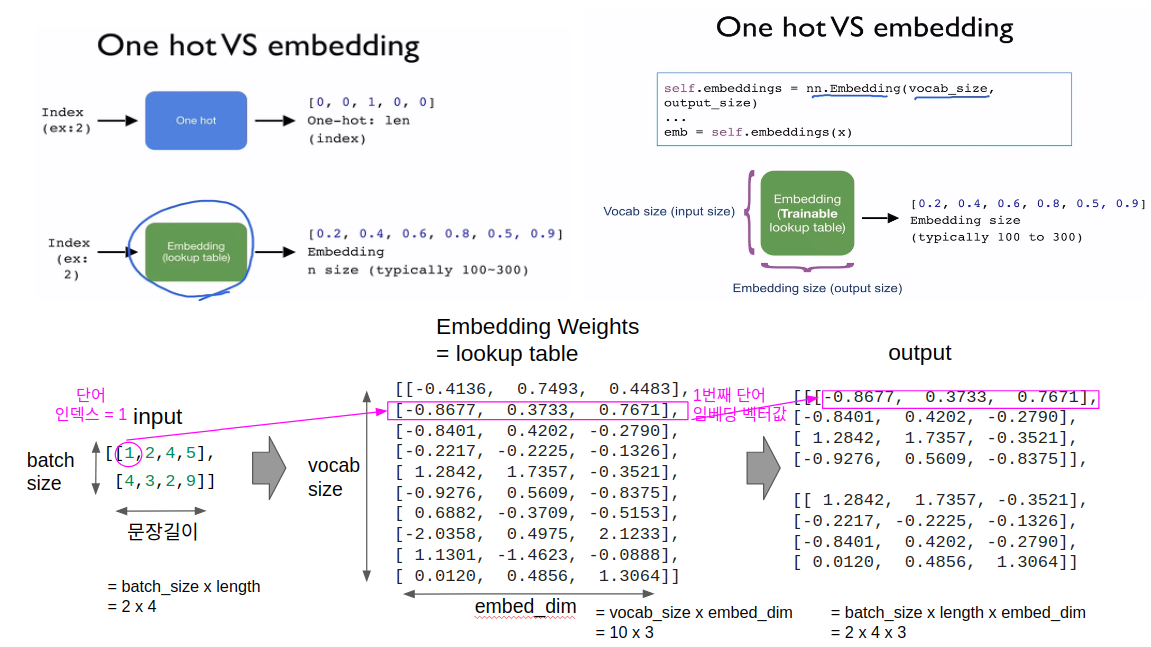 One hot VS embedding
Index
(ex:2)
One hot
[0, 0, 1, 0, 0]
One-hot: len
(index)
Index
(ex:
2)
Embedding
(lookup table)
[0.2, 0.4, 0.6, 0.8, 0.5, 0.9]
Embedding
n size (typically 100~300)
One hot VS embedding
self.embeddings = nn.Embedding(vocab_size,
output_size)
...
emb = self.embeddings(x)
Vocab size (input size)
Embedding
(Trainable
lookup table)
[0.2, 0.4, 0.6, 0.8, 0.5, 0.9]
Embedding size
(typically 100 to 300)
Embedding size (output size)
단어
인덱스 = 1
input
batch
size
[[1,2,4,5],
[4,3,2,9]]
문장길이
= batch_size x length
= 2 x 4
Embedding Weights
= lookup table
vocab
size
[[-0.4136, 0.7493, 0.4483],
[-0.8677, 0.3733, 0.7671],
[-0.8401, 0.4202, -0.2790],
[-0.2217, -0.2225, -0.1326],
[ 1.2842, 1.7357, -0.3521],
[-0.9276, 0.5609, -0.8375],
[ 0.6882, -0.3709, -0.5153],
[-2.0358, 0.4975, 2.1233],
[ 1.1301, -1.4623, -0.0888],
[ 0.0120, 0.4856, 1.3064]]
embed_dim
= vocab_size x embed_dim
= 10 x 3
1번째 단어
임베딩 벡터값
output
[[[-0.8677, 0.3733, 0.7671],
[-0.8401, 0.4202, -0.2790],
[ 1.2842, 1.7357, -0.3521],
[-0.9276, 0.5609, -0.8375]],
[[ 1.2842, 1.7357, -0.3521],
[-0.2217, -0.2225, -0.1326],
[-0.8401, 0.4202, -0.2790],
[ 0.0120, 0.4856, 1.3064]]
= batch_size x length x embed_dim
= 2 x 4 x 3